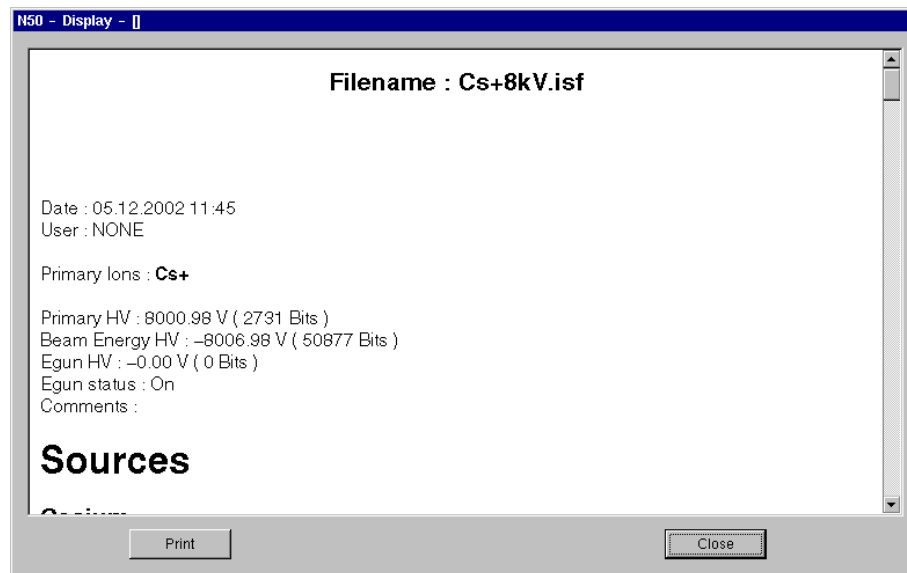 N50 – Display – []
Filename : Cs+8kV.isf
Date : 05.12.2002 11:45
User : NONE
Primary Ions : Cs+
Primary HV : 8000.98 V ( 2731 Bits )
Beam Energy HV : –8006.98 V ( 50877 Bits )
Egun HV : –0.00 V ( 0 Bits )
Egun status : On
Comments :
Sources
Print
Close